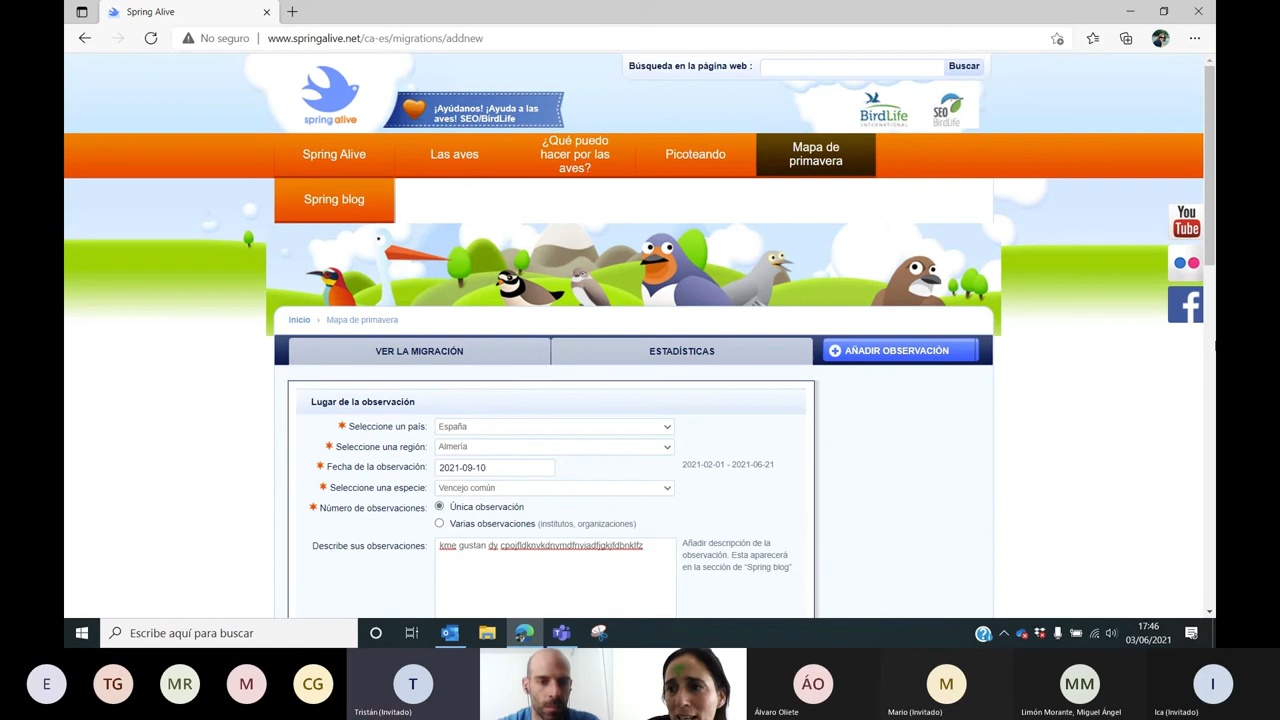 Spring Alive
No seguro
www.springalive.net/ca-es/migrations/addnew
Búsqueda en la página web :
Buscar
spring alive
¡Ayúdanos! ¡Ayuda a las
aves! SEO/BirdLife
BirdLife
INTERNATIONAL
SEO
BirdLife
Spring Alive
Las aves
¿Qué puedo
hacer por las
aves?
Picoteando
Mapa de
primavera
Spring blog
You
Tube
Inicio › Mapa de primavera
VER LA MIGRACIÓN
ESTADÍSTICAS
AÑADIR OBSERVACIÓN
Lugar de la observación
Seleccione un país: España
Seleccione una región: Almería
Fecha de la observación: 2021-09-10 2021-02-01 - 2021-06-21
Seleccione una especie: Vencejo común
Número de observaciones: Única observación
Varias observaciones (institutos, organizaciones)
Describe sus observaciones: kme gustan dy
Añadir descripción de la
observación. Esta aparecerá
en la sección de "Spring blog"
Escribe aquí para buscar
17:46
03/06/2021
E
TG
MR
M
CG
T
Tristán (Invitado)
ÁO
Álvaro Oliete
M
Mario (Invitado)
MM
Limón Morante, Miguel Ángel
I
Ica (Invitado)